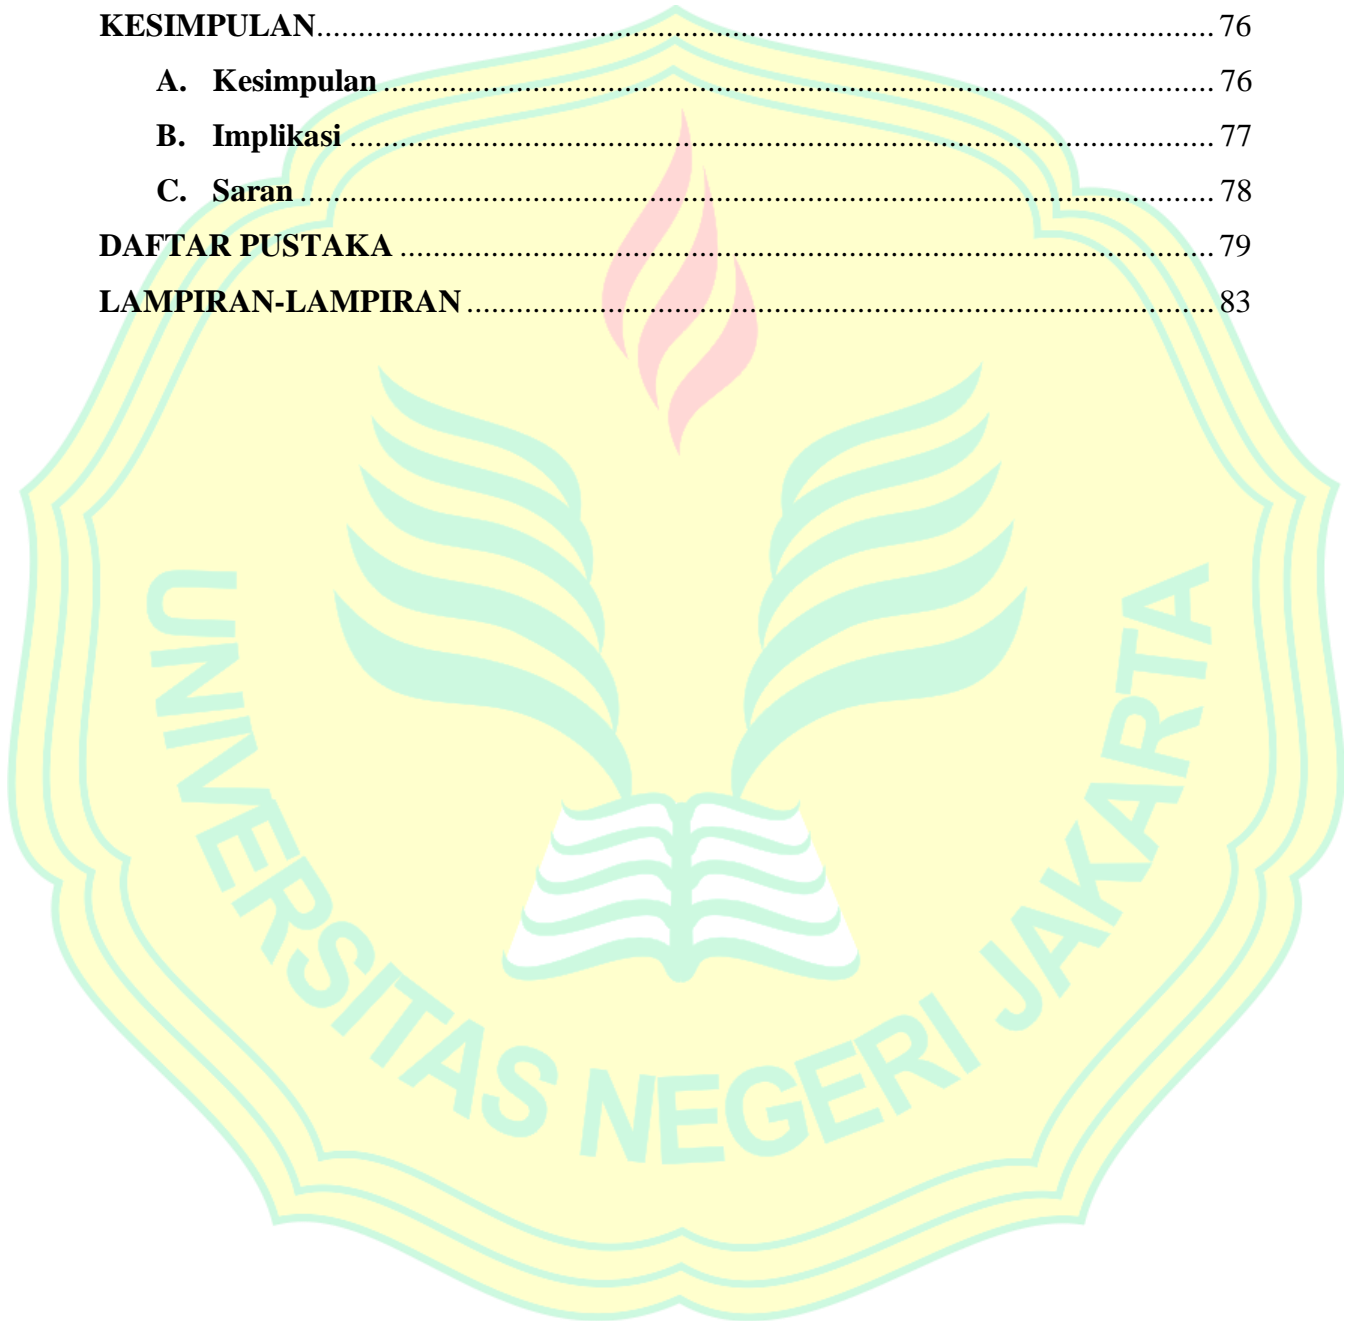 KESIMPULAN........................................................................................................ 76
A. Kesimpulan ................................................................................................ 76
B. Implikasi .................................................................................................... 77
C. Saran .......................................................................................................... 78
DAFTAR PUSTAKA .............................................................................................. 79
LAMPIRAN-LAMPIRAN ...................................................................................... 83
UNIVERSITAS NEGERI JAKARTA